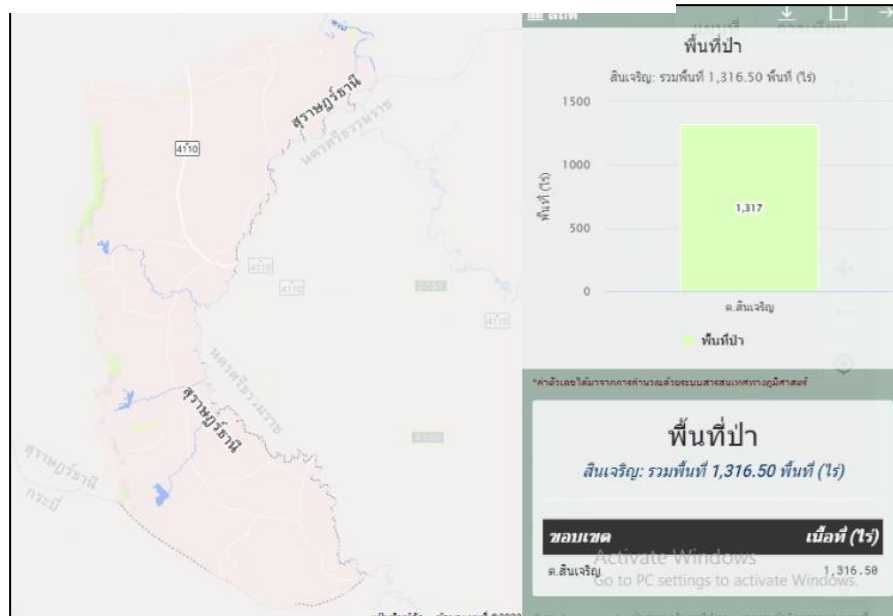 สุราษฎร์ธานี
นครศรีธรรมราช
4110
4110
4110
2035
4110
นครศรีธรรมราช
สุราษฎร์ธานี
สุราษฎร์ธานี
กระบี่
สถิติ
พื้นที่ป่า
สินเจริญ: รวมพื้นที่ 1,316.50 พื้นที่ (ไร่)
1500
1000
500
0
พื้นที่ (ไร่)
1,317
ต.สินเจริญ
พื้นที่ป่า
*ค่าตัวเลขได้มาจากการคำนวณด้วยระบบสารสนเทศทางภูมิศาสตร์
พื้นที่ป่า
สินเจริญ: รวมพื้นที่ 1,316.50 พื้นที่ (ไร่)
ขอบเขต เนื้อที่ (ไร่)
ต.สินเจริญ 1,316.50
Activate Windows
Go to PC settings to activate Windows.